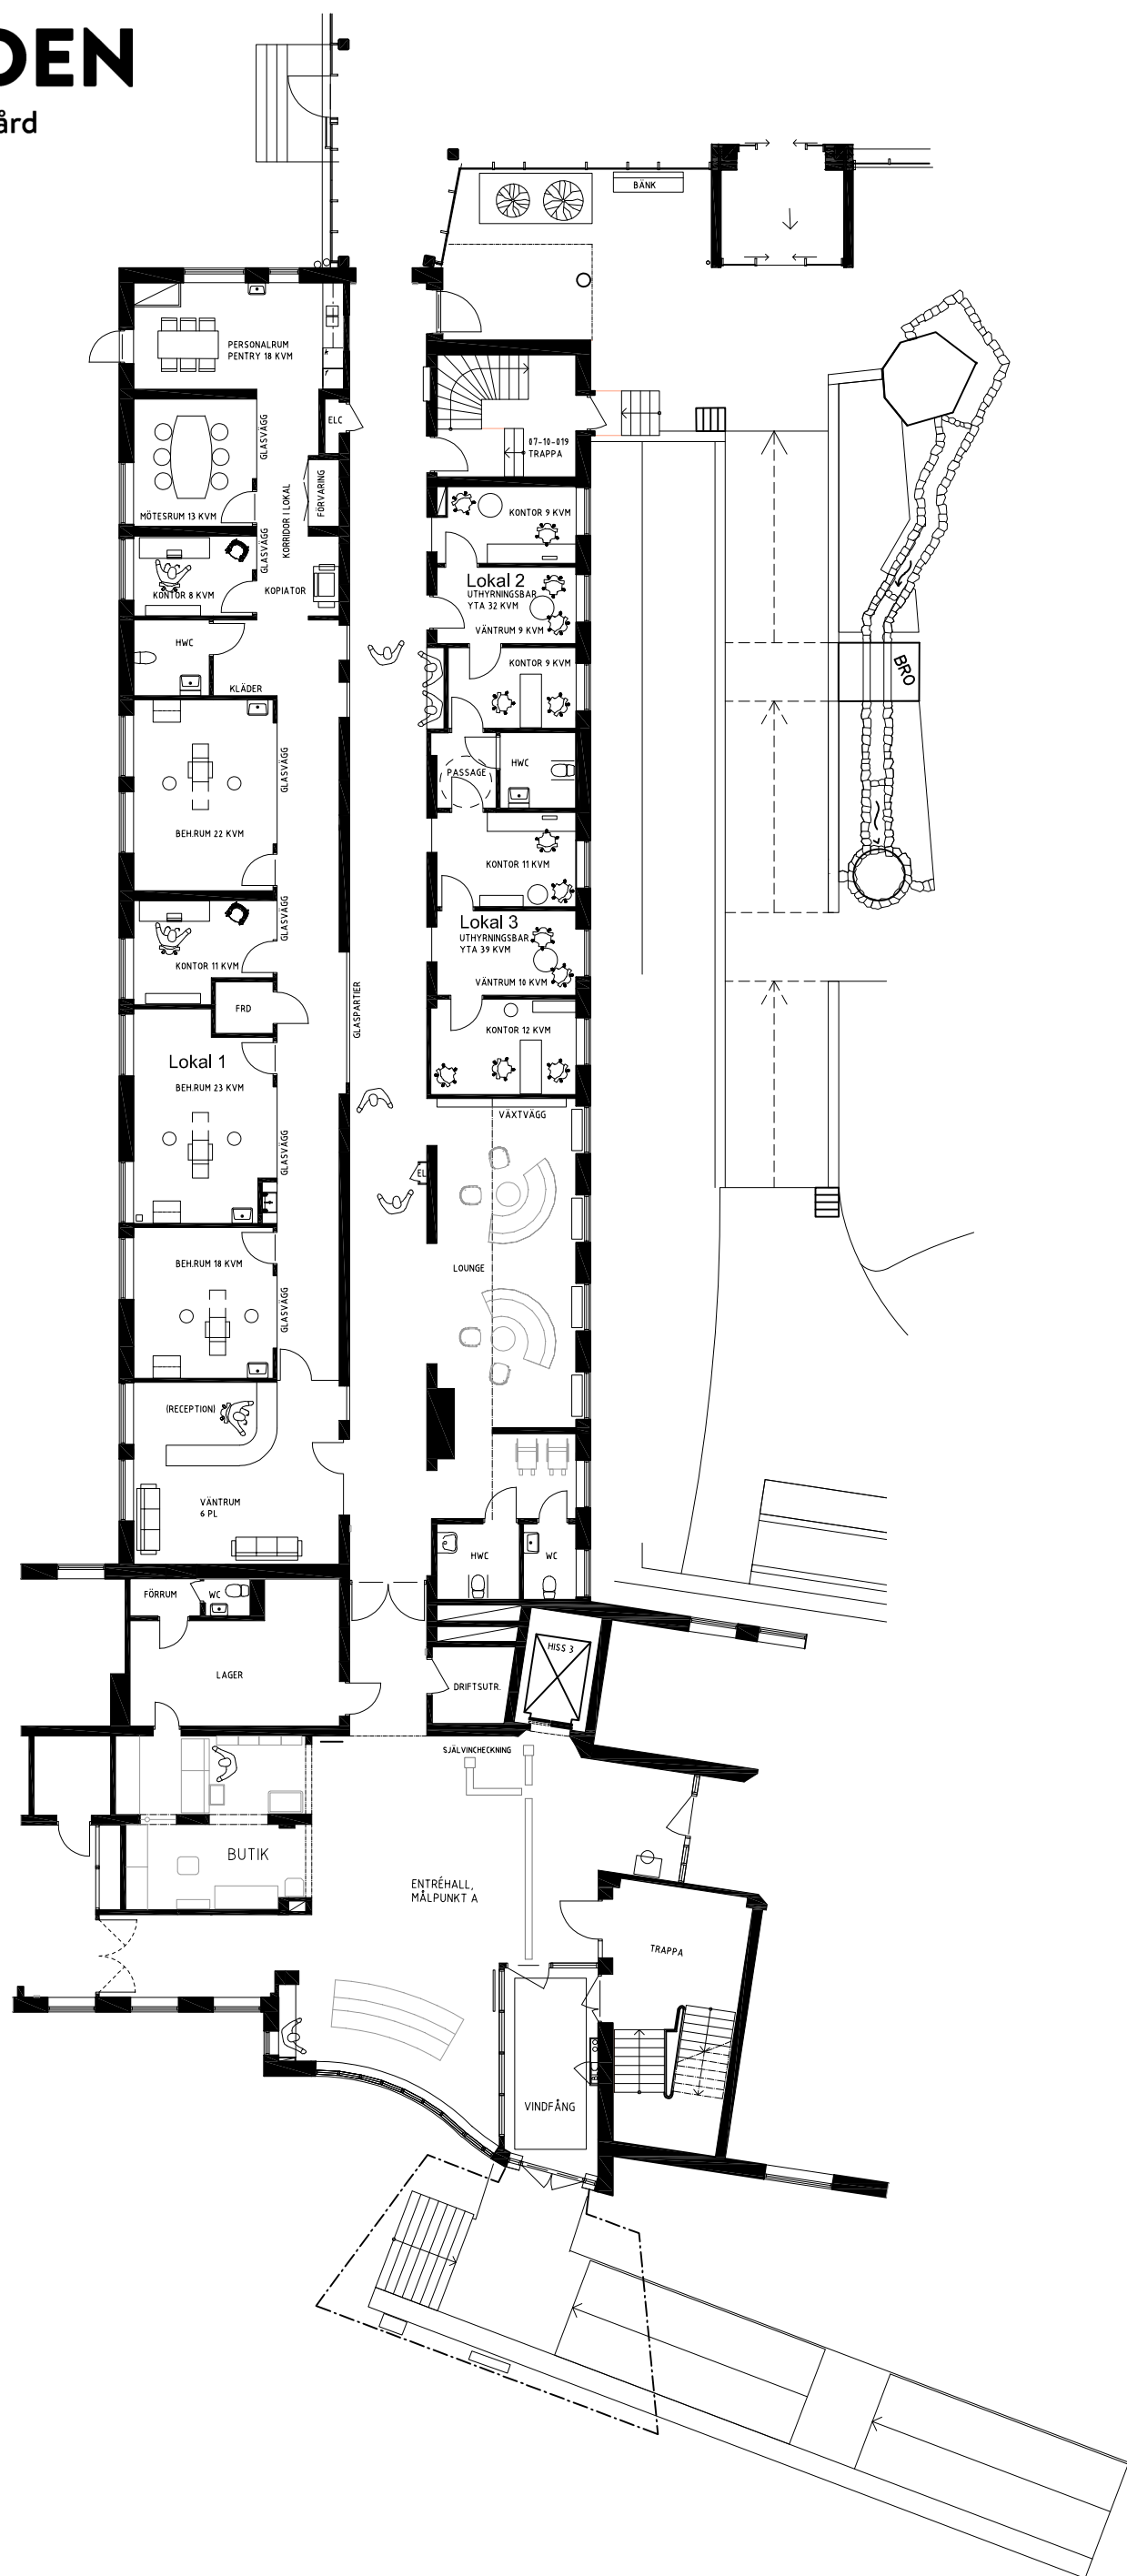 DEN
ård
BÄNK
PERSONALRUM
PENTRY 18 KVM
ELC
GLASVÄGG
07-10-019
TRAPPA
MÖTESRUM 13 KVM
KORRIDOR I LOKAL
FÖRVARING
KONTOR 9 KVM
GLASVÄGG
KONTOR 8 KVM
KOPIATOR
Lokal 2
UTHYRNINGSBAR
YTA 32 KVM
VÄNTRUM 9 KVM
HWC
KLÄDER
KONTOR 9 KVM
BRO
GLASVÄGG
PASSAGE
HWC
BEH.RUM 22 KVM
KONTOR 11 KVM
GLASVÄGG
Lokal 3
UTHYRNINGSBAR
YTA 39 KVM
VÄNTRUM 10 KVM
KONTOR 11 KVM
FRD
GLASPARTIER
KONTOR 12 KVM
Lokal 1
BEH.RUM 23 KVM
VÄXTVÄGG
GLASVÄGG
EL
BEH.RUM 18 KVM
LOUNGE
GLASVÄGG
(RECEPTION)
VÄNTRUM
6 PL
HWC
WC
FÖRRUM
WC
LAGER
HISS 3
DRIFTSUTR.
SJÄLVINCHECKNING
BUTIK
ENTRÉHALL,
MÅLPUNKT A
TRAPPA
VINDFÅNG